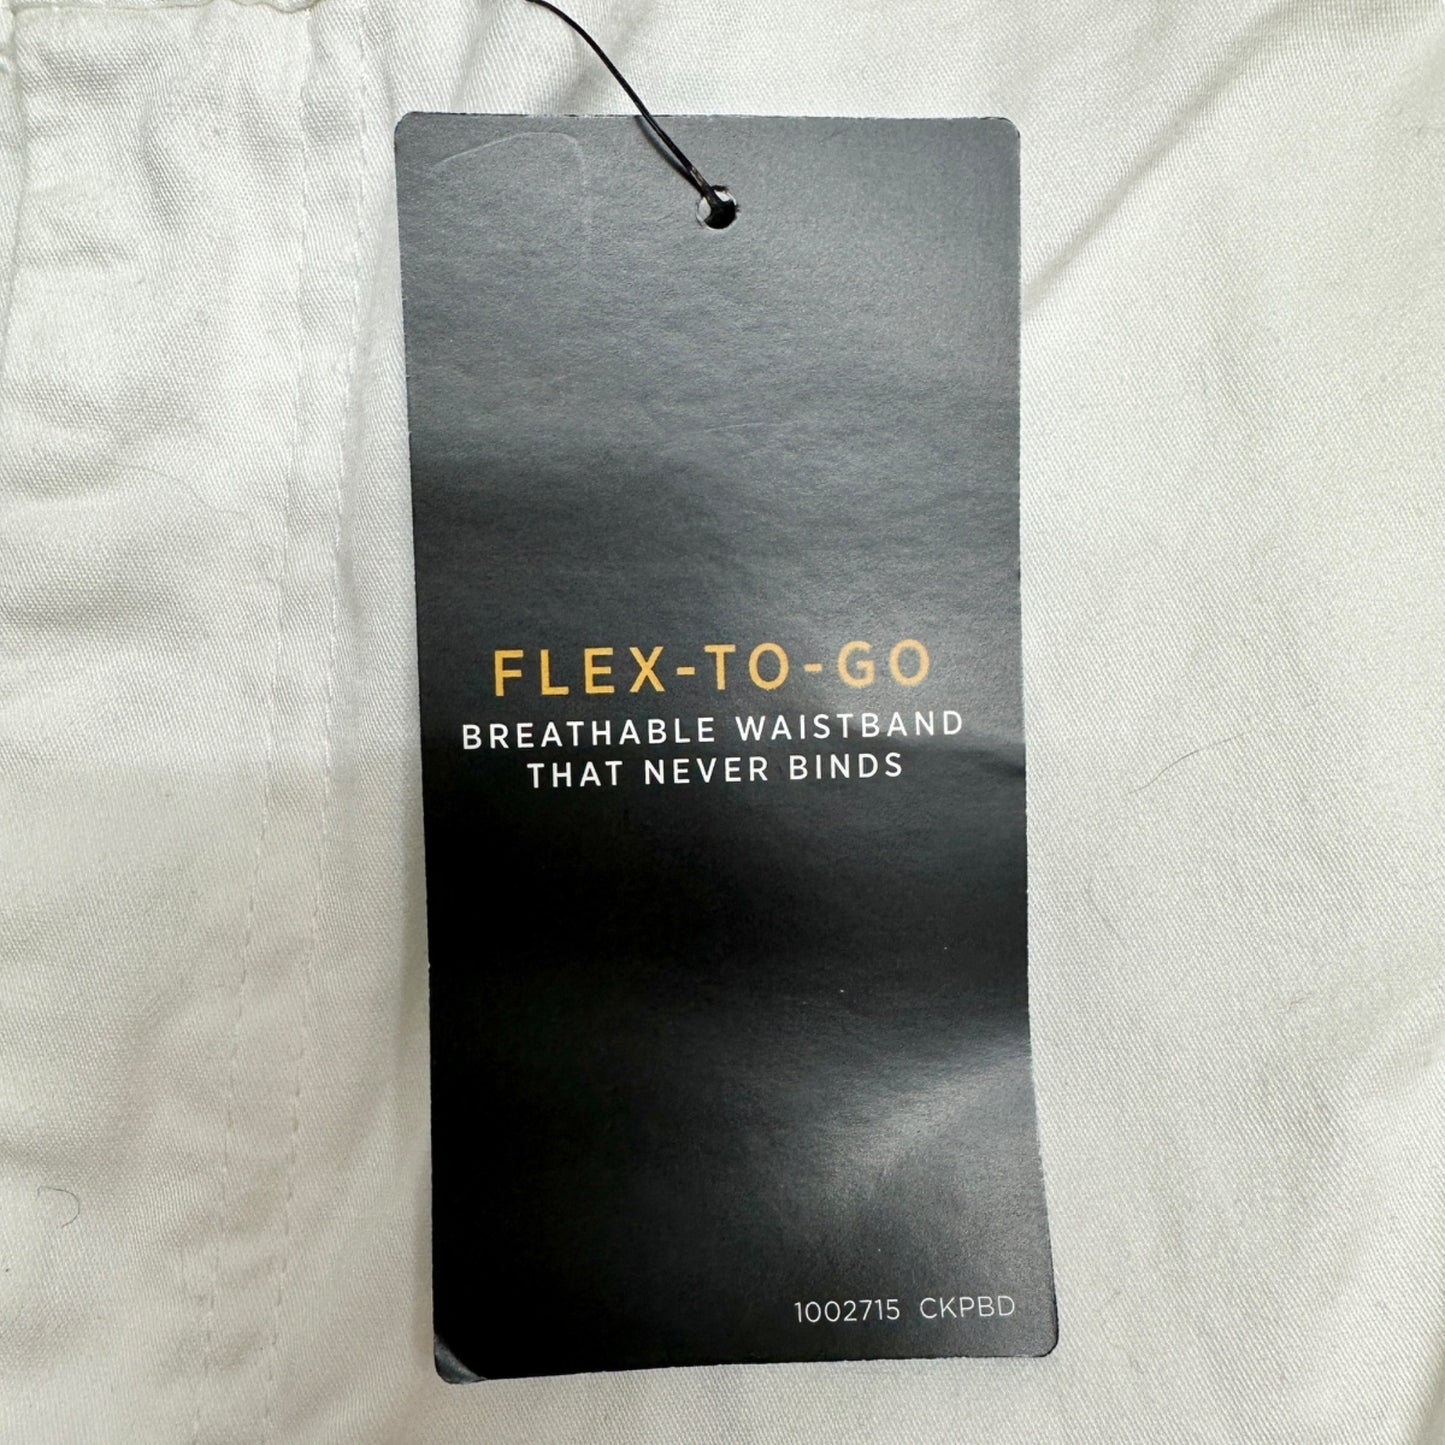 FLEX-TO-GO
BREATHABLE WAISTBAND
THAT NEVER BINDS
1002715 CKPBD